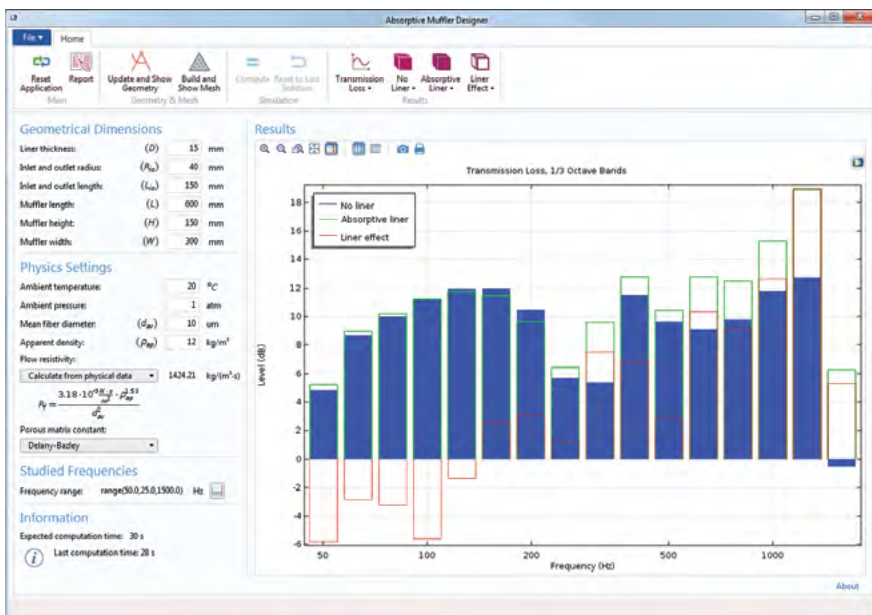 Absorptive Muffler Designer
File ▾ Home
Reset Application
Report
Main
Update and Show Geometry
Build and Show Mesh
Geometry & Mesh
Compute
Reset to Last Solution
Simulation
Transmission Loss ▾
No Liner ▾
Absorptive Liner ▾
Liner Effect ▾
Results
Geometrical Dimensions
Liner thickness: (D) 15 mm
Inlet and outlet radius: (R_in) 40 mm
Inlet and outlet length: (L_in) 150 mm
Muffler length: (L) 600 mm
Muffler height: (H) 150 mm
Muffler width: (W) 300 mm
Physics Settings
Ambient temperature: 20 °C
Ambient pressure: 1 atm
Mean fiber diameter: (d_av) 10 um
Apparent density: (ρ_ap) 12 kg/m³
Flow resistivity:
Calculate from physical data ▾ 1424.21 kg/(m³·s)
Porous matrix constant:
Delany-Bazley ▾
Studied Frequencies
Frequency range: range(50.0,25.0,1500.0) Hz
Information
Expected computation time: 30 s
Last computation time: 28 s
Results
Transmission Loss, 1/3 Octave Bands
No liner
Absorptive liner
Liner effect
Level (dB)
18
16
14
12
10
8
6
4
2
0
-2
-4
-6
50 100 200 500 1000
Frequency (Hz)
About